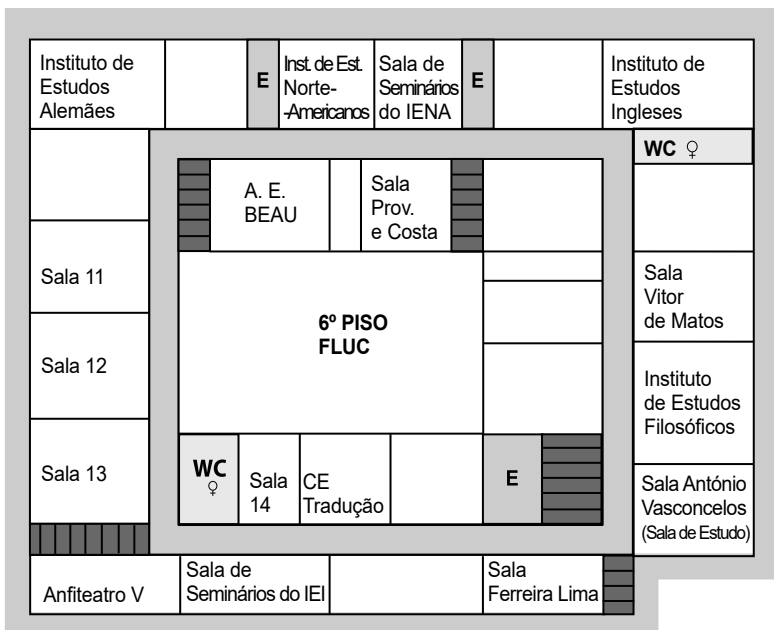 Instituto de
Estudos
Alemães
E
Inst. de Est.
Norte-
-Americanos
Sala de
Seminários
do IENA
E
Instituto de
Estudos
Ingleses
WC ♀
A. E.
BEAU
Sala
Prov.
e Costa
Sala 11
Sala
Vitor
de Matos
6º PISO
FLUC
Sala 12
Instituto
de Estudos
Filosóficos
Sala 13
WC
♀
Sala
14
CE
Tradução
E
Sala António
Vasconcelos
(Sala de Estudo)
Anfiteatro V
Sala de
Seminários do IEI
Sala
Ferreira Lima